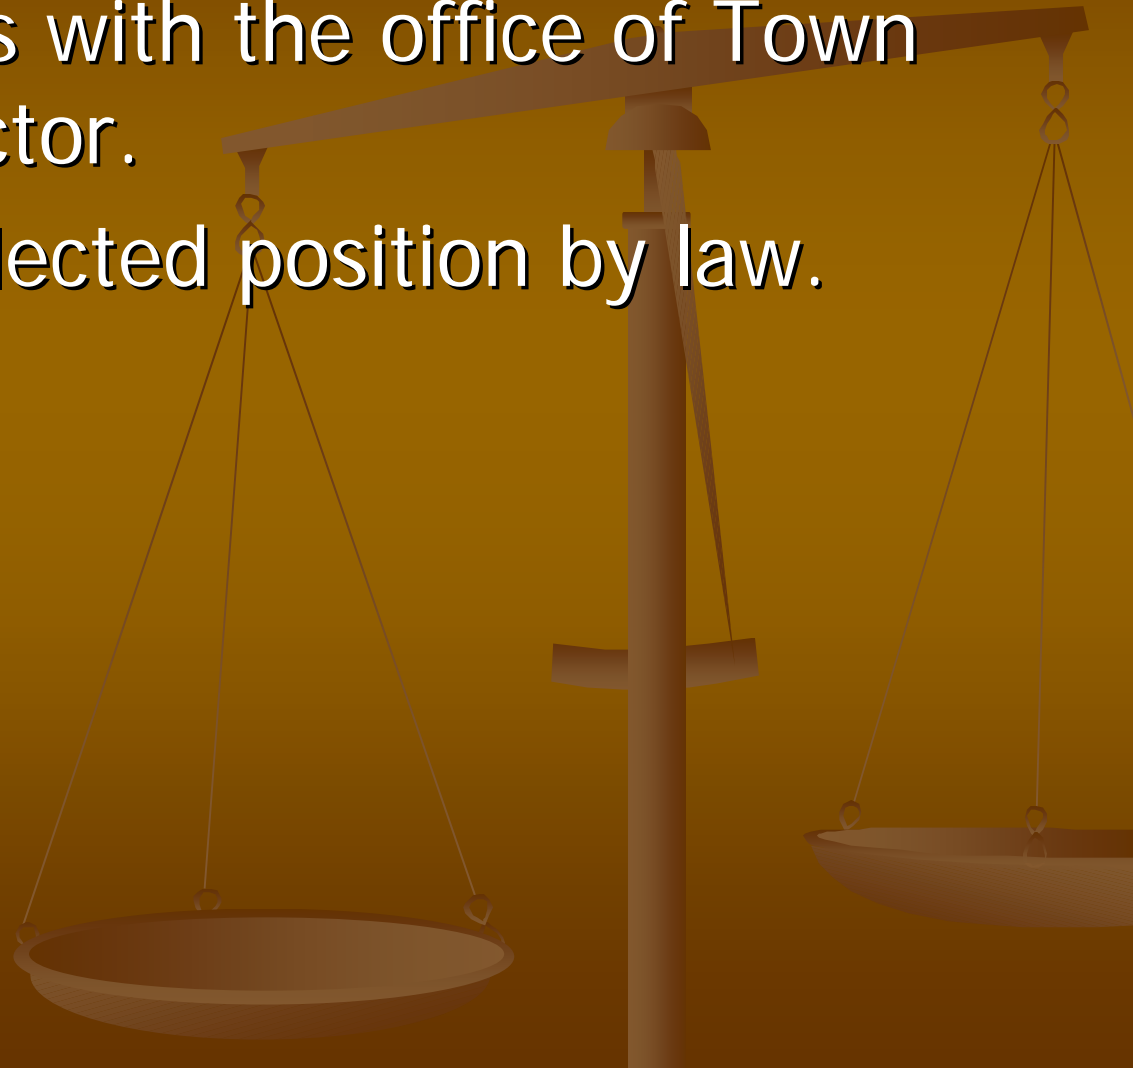 s with the office of Town
ctor.
lected position by law.